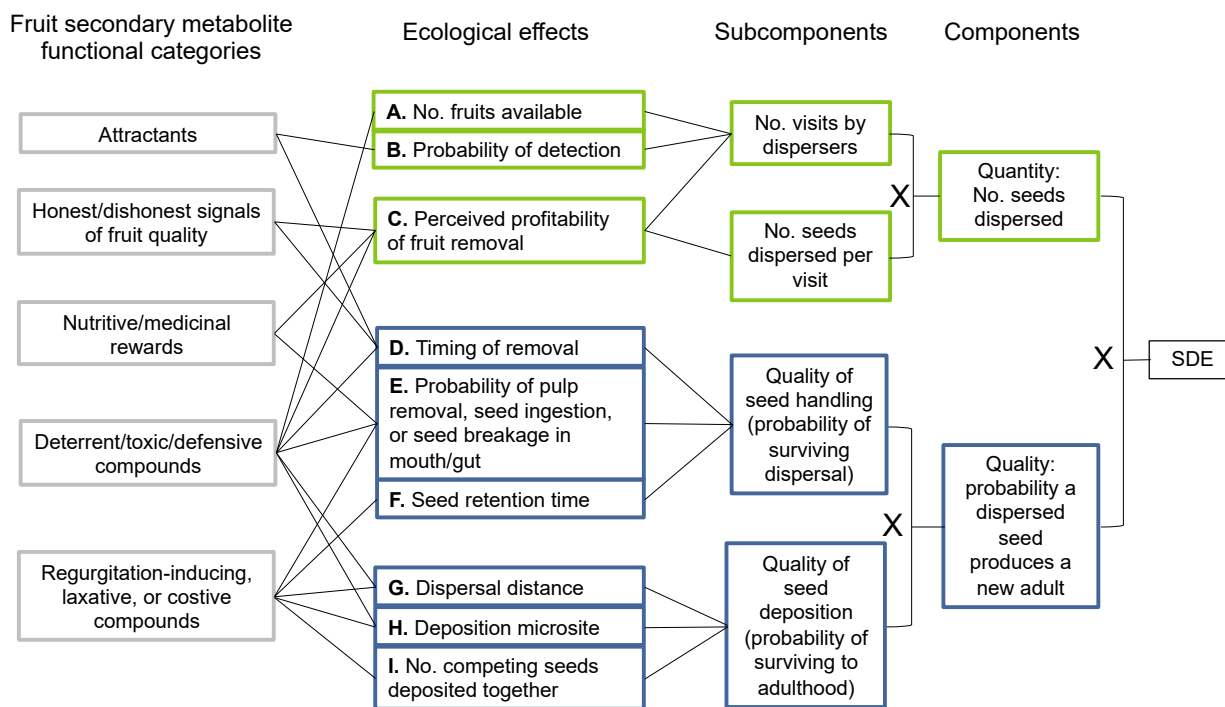 Fruit secondary metabolite
functional categories
Ecological effects
Subcomponents
Components
Attractants
Honest/dishonest signals
of fruit quality
Nutritive/medicinal
rewards
Deterrent/toxic/defensive
compounds
Regurgitation-inducing,
laxative, or costive
compounds
A. No. fruits available
B. Probability of detection
C. Perceived profitability
of fruit removal
D. Timing of removal
E. Probability of pulp
removal, seed ingestion,
or seed breakage in
mouth/gut
F. Seed retention time
G. Dispersal distance
H. Deposition microsite
I. No. competing seeds
deposited together
No. visits by
dispersers
X
No. seeds
dispersed per
visit
Quality of
seed handling
(probability of
surviving
dispersal)
X
Quality of
seed
deposition
(probability of
surviving to
adulthood)
Quantity:
No. seeds
dispersed
X
Quality:
probability a
dispersed
seed
produces a
new adult
SDE